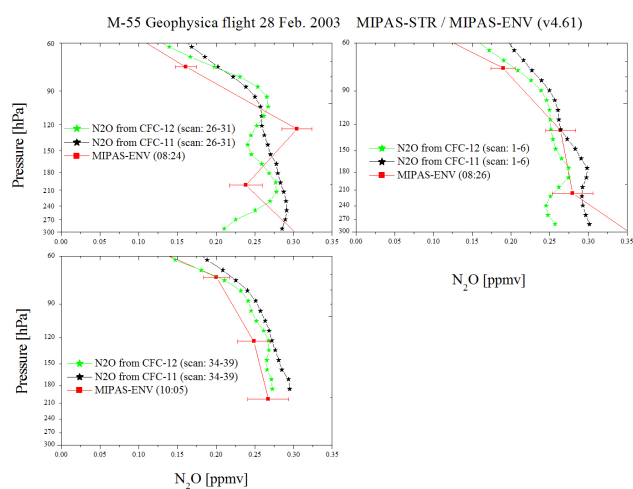 M-55 Geophysica flight 28 Feb. 2003 MIPAS-STR / MIPAS-ENV (v4.61)
Pressure [hPa]
60
90
120
150
180
210
240
270
300
N2O from CFC-12 (scan: 26-31)
N2O from CFC-11 (scan: 26-31)
MIPAS-ENV (08:24)
0.00 0.05 0.10 0.15 0.20 0.25 0.30 0.35
60
90
120
150
180
210
240
270
300
N2O from CFC-12 (scan: 1-6)
N2O from CFC-11 (scan: 1-6)
MIPAS-ENV (08:26)
0.00 0.05 0.10 0.15 0.20 0.25 0.30 0.35
N2O [ppmv]
Pressure [hPa]
60
90
120
150
180
210
240
270
300
N2O from CFC-12 (scan: 34-39)
N2O from CFC-11 (scan: 34-39)
MIPAS-ENV (10:05)
0.00 0.05 0.10 0.15 0.20 0.25 0.30 0.35
N2O [ppmv]